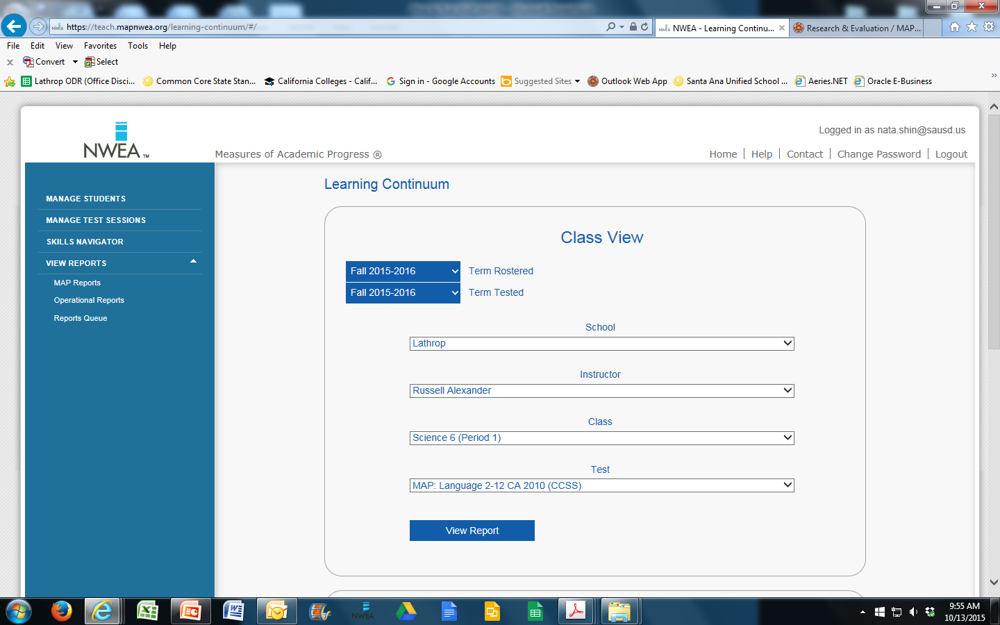 https://teach.mapnwea.org/learning-continuum/#/
NWEA - Learning Continu...
Research & Evaluation / MAP...
File Edit View Favorites Tools Help
x Convert Select
Lathrop ODR (Office Disci... Common Core State Stan... California Colleges - Calif... Sign in - Google Accounts Suggested Sites Outlook Web App Santa Ana Unified School ... Aeries.NET Oracle E-Business
Logged in as nata.shin@sausd.us
NWEA™
Measures of Academic Progress ®
Home | Help | Contact | Change Password | Logout
MANAGE STUDENTS
MANAGE TEST SESSIONS
SKILLS NAVIGATOR
VIEW REPORTS
MAP Reports
Operational Reports
Reports Queue
Learning Continuum
Class View
Fall 2015-2016 Term Rostered
Fall 2015-2016 Term Tested
School
Lathrop
Instructor
Russell Alexander
Class
Science 6 (Period 1)
Test
MAP: Language 2-12 CA 2010 (CCSS)
View Report
NWEA
9:55 AM
10/13/2015